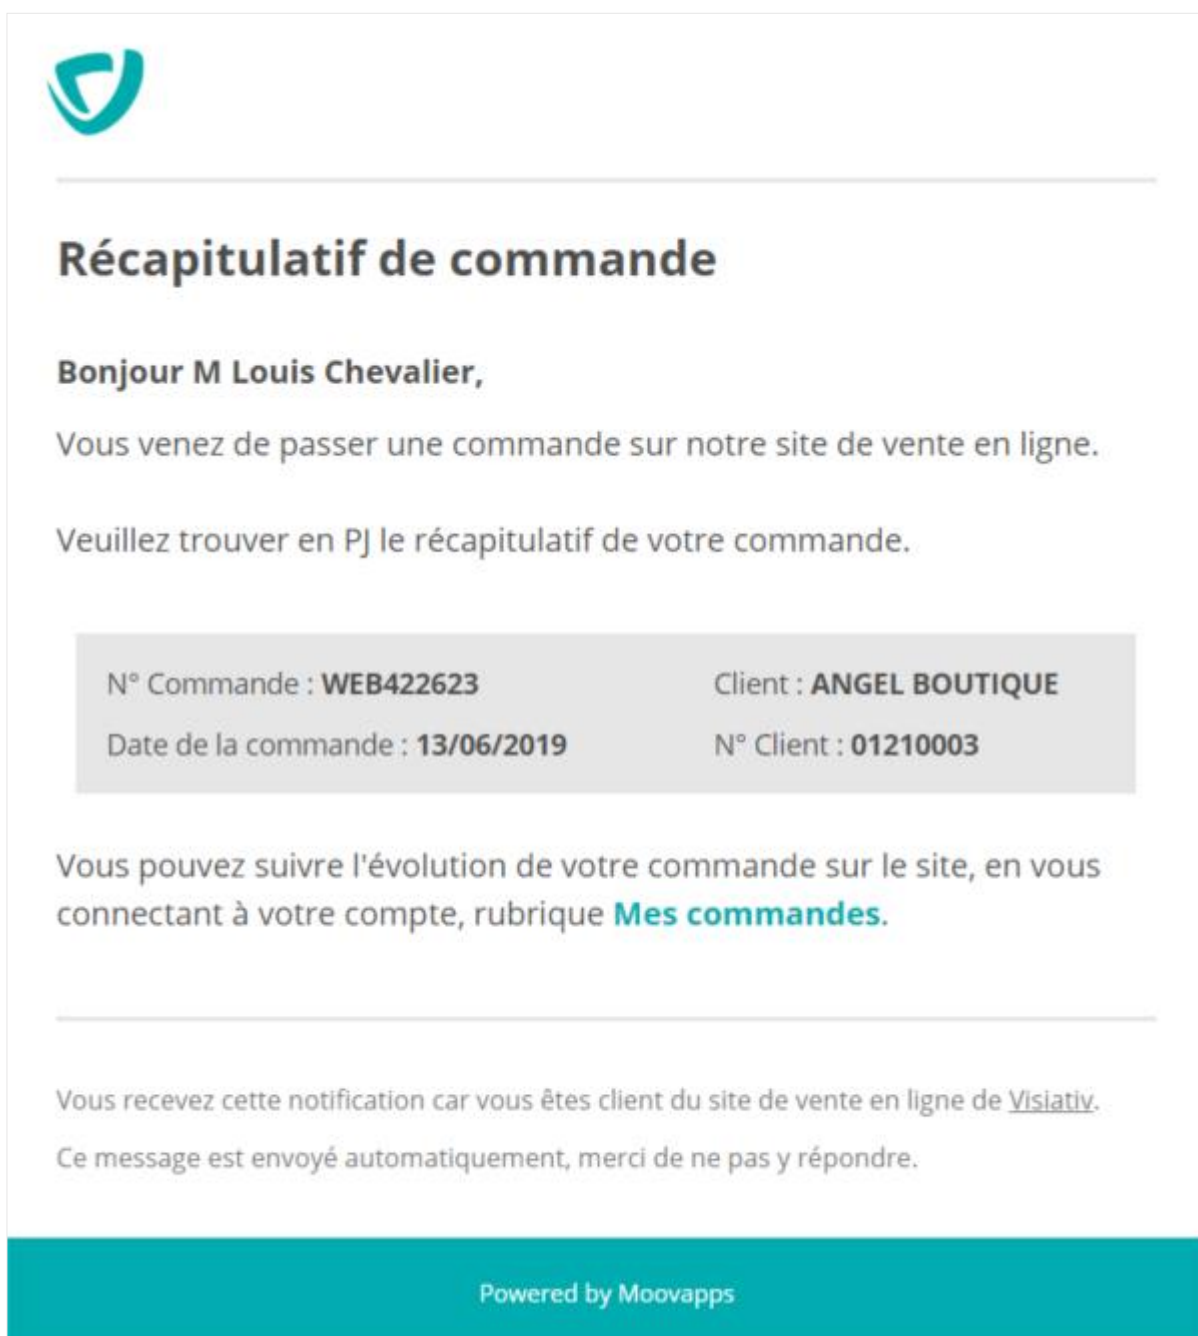 Récapitulatif de commande
Bonjour M Louis Chevalier,
Vous venez de passer une commande sur notre site de vente en ligne.
Veuillez trouver en PJ le récapitulatif de votre commande.
N° Commande : WEB422623
Client : ANGEL BOUTIQUE
Date de la commande : 13/06/2019
N° Client : 01210003
Vous pouvez suivre l'évolution de votre commande sur le site, en vous
connectant à votre compte, rubrique Mes commandes.
Vous recevez cette notification car vous êtes client du site de vente en ligne de Visiativ.
Ce message est envoyé automatiquement, merci de ne pas y répondre.
Powered by Moovapps